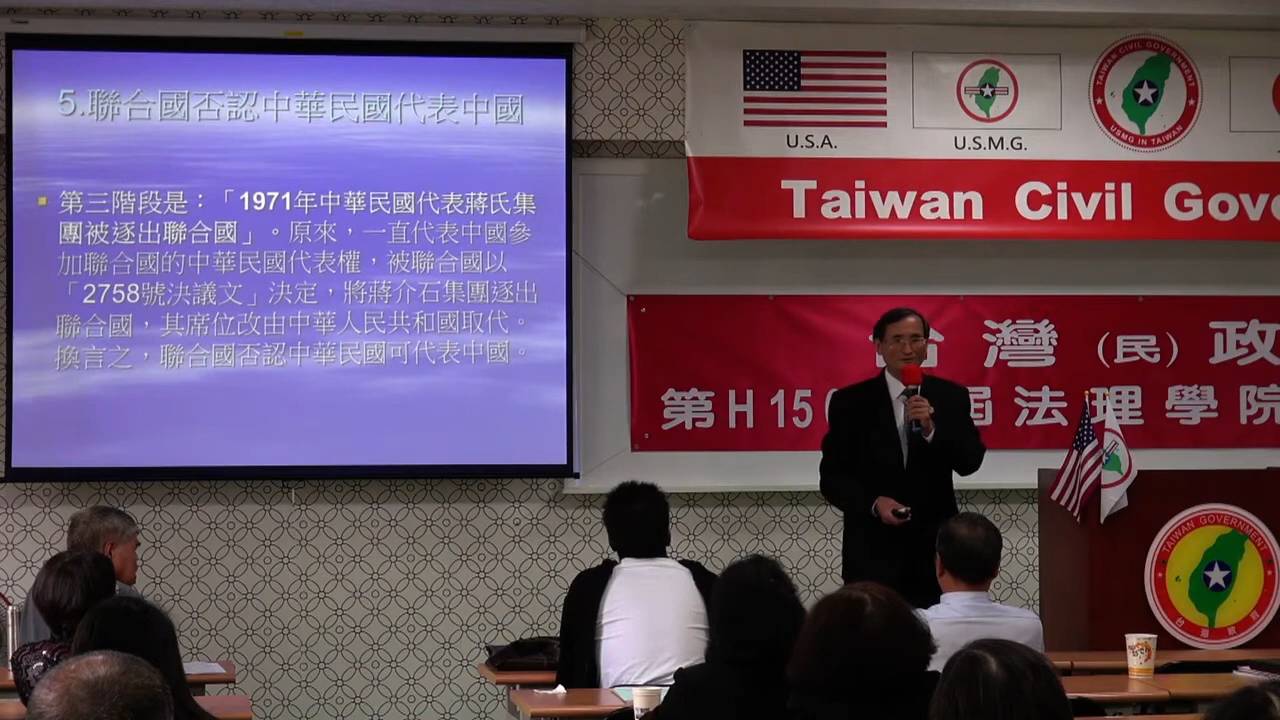 5.聯合國否認中華民國代表中國
第三階段是：「1971年中華民國代表蔣氏集
團被逐出聯合國」。原來，一直代表中國參
加聯合國的中華民國代表權，被聯合國以
「2758號決議文」決定，將蔣介石集團逐出
聯合國，其席位改由中華人民共和國取代。
換言之，聯合國否認中華民國可代表中國。
U.S.A.
U.S.M.G.
TAIWAN CIVIL GOVERNMENT
USMG IN TAIWAN
Taiwan Civil Gove
台灣（民）政
第H15
屆法理學院
TAIWAN GOVERNMENT
台灣政府